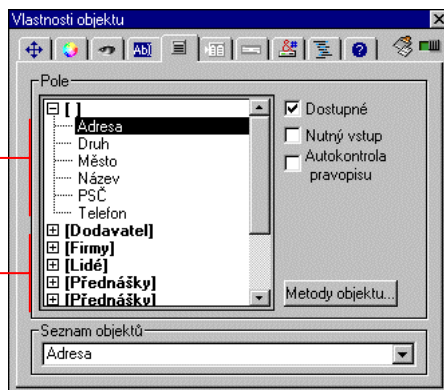 Vlastnosti objektu
Pole
[ ]
Adresa
Druh
Město
Název
PSČ
Telefon
[Dodavatel]
[Firmy]
[Lidé]
[Přednášky]
[Přednášky]
Dostupné
Nutný vstup
Autokontrola
pravopisu
Metody objektu...
Seznam objektů
Adresa